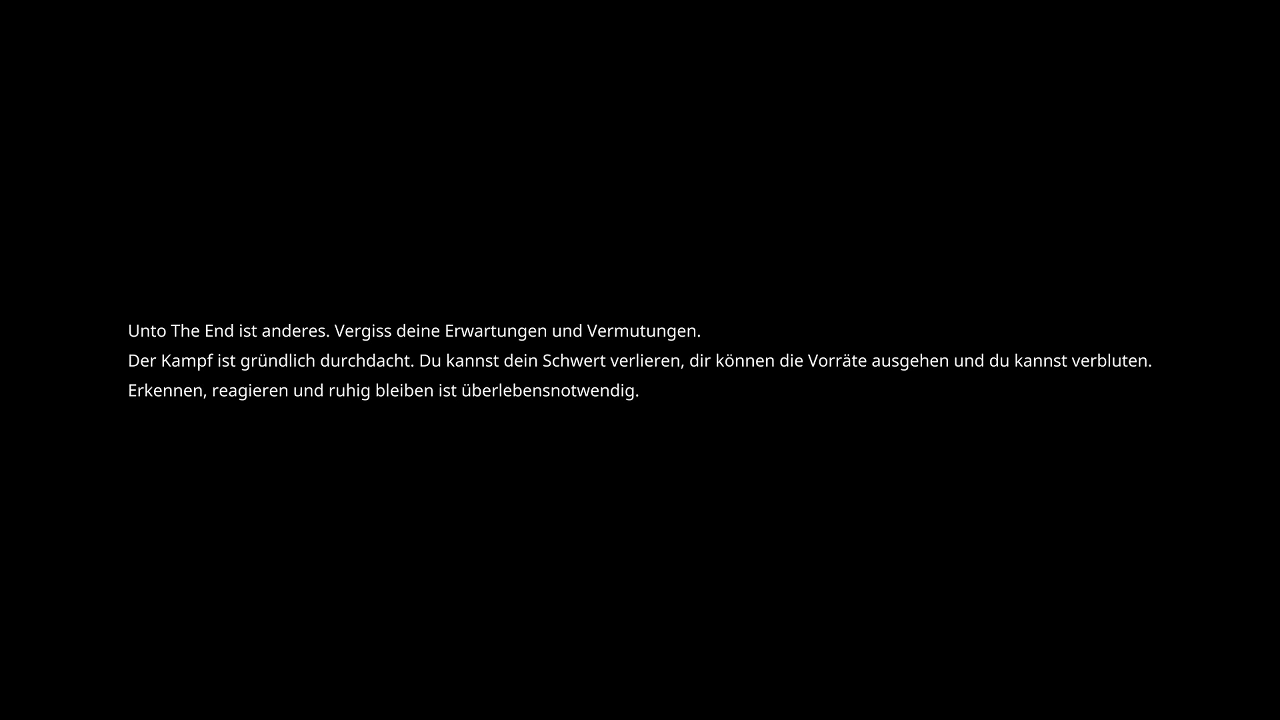 Unto The End ist anderes. Vergiss deine Erwartungen und Vermutungen.
Der Kampf ist gründlich durchdacht. Du kannst dein Schwert verlieren, dir können die Vorräte ausgehen und du kannst verbluten.
Erkennen, reagieren und ruhig bleiben ist überlebensnotwendig.